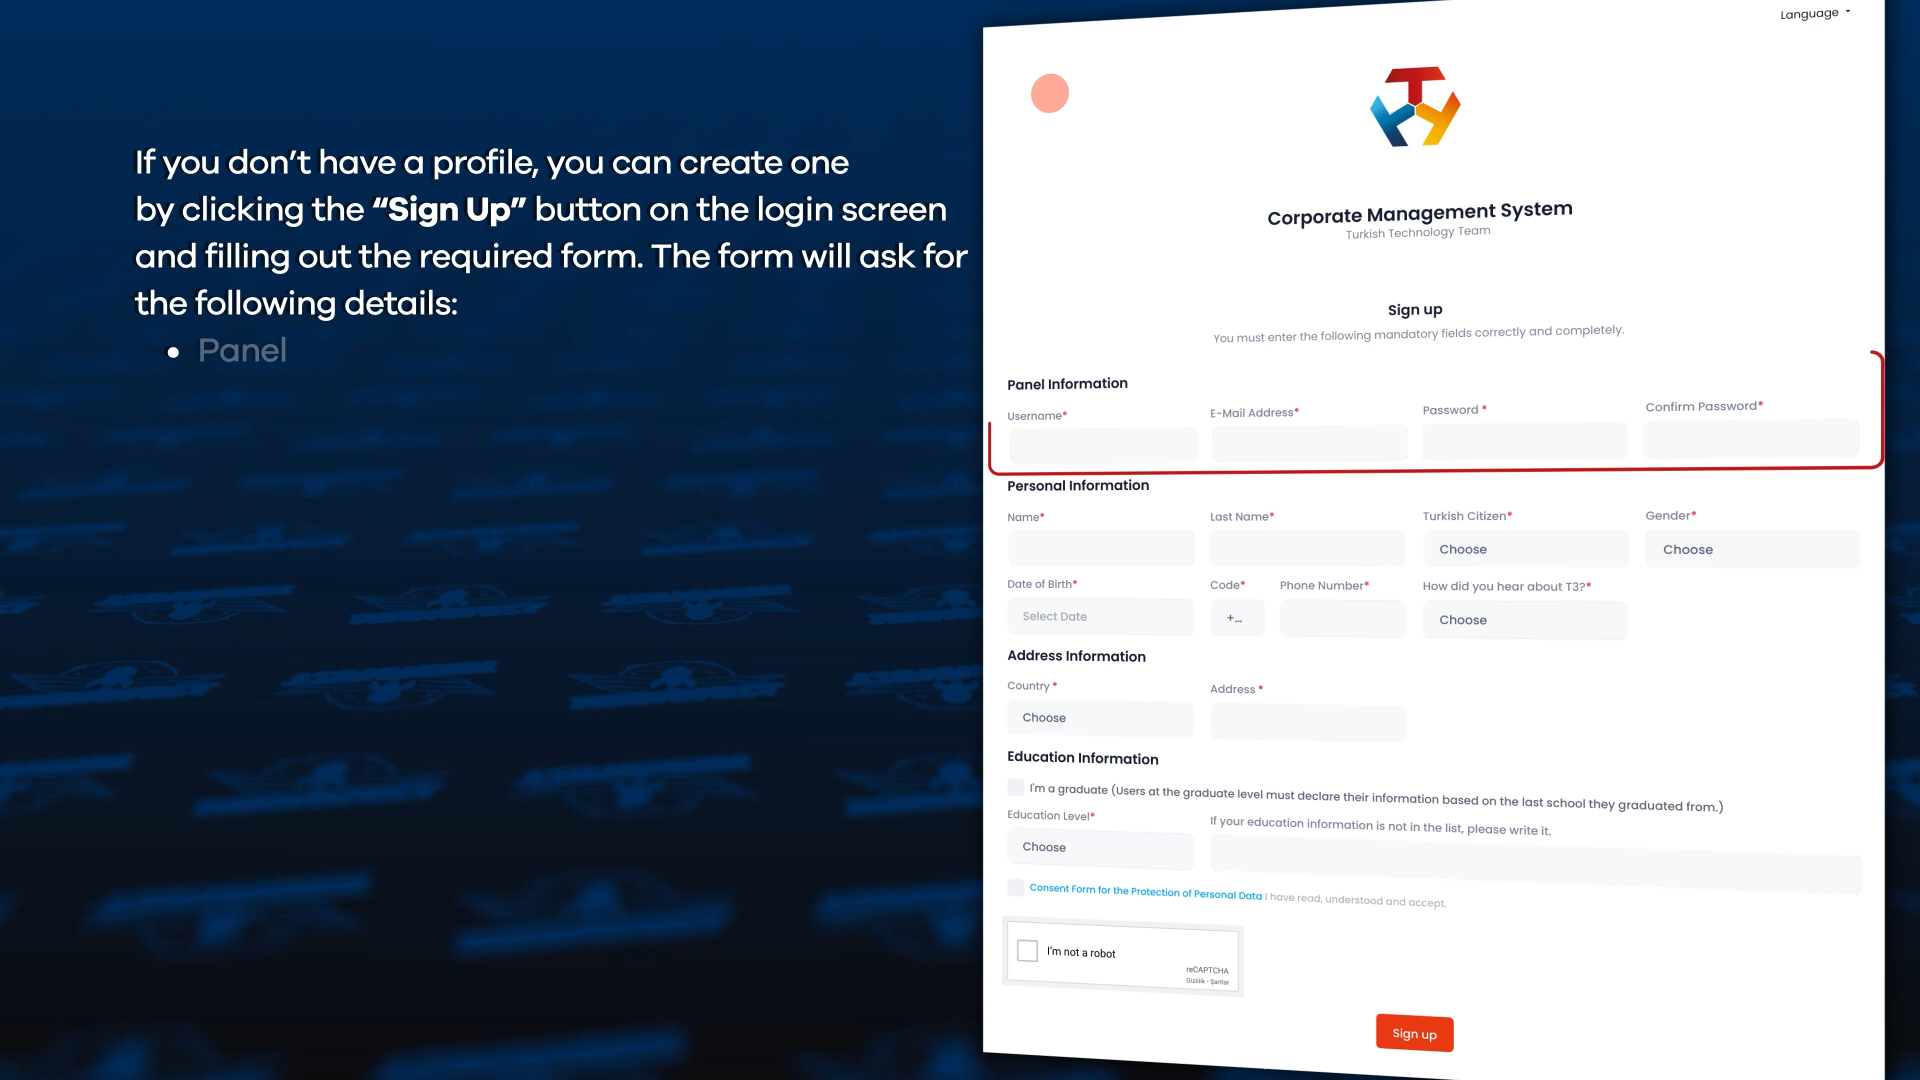 If you don’t have a profile, you can create one
by clicking the “Sign Up” button on the login screen
and filling out the required form. The form will ask for
the following details:
• Panel
Language
Corporate Management System
Turkish Technology Team
Sign up
You must enter the following mandatory fields correctly and completely.
Panel Information
Username* E-Mail Address* Password * Confirm Password*
Personal Information
Name* Last Name* Turkish Citizen* Gender*
Choose Choose
Date of Birth* Code* Phone Number* How did you hear about T3?*
Select Date +... Choose
Address Information
Country * Address *
Choose
Education Information
I'm a graduate (Users at the graduate level must declare their information based on the last school they graduated from.)
Education Level* If your education information is not in the list, please write it.
Choose
Consent Form for the Protection of Personal Data I have read, understood and accept.
I'm not a robot
reCAPTCHA
Gizlilik - Şartlar
Sign up